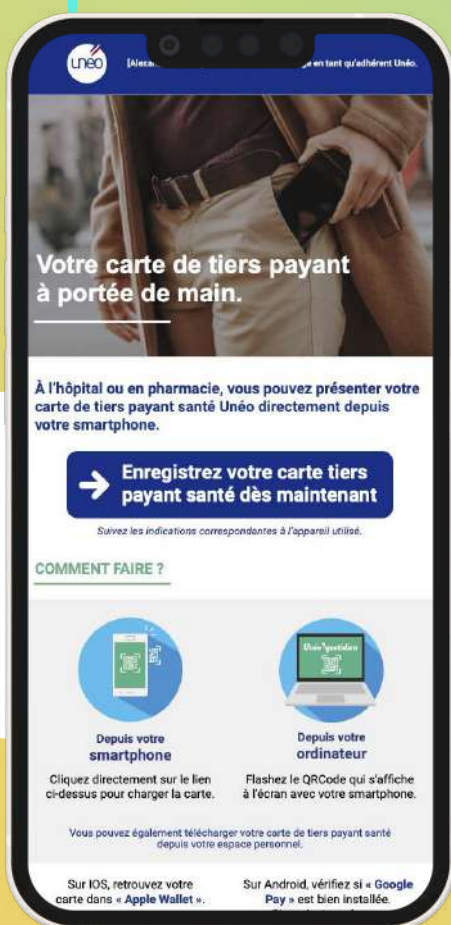 unéo
[Alexan
ge en tant qu'adhérent Unéo.
Votre carte de tiers payant
à portée de main.
À l'hôpital ou en pharmacie, vous pouvez présenter votre
carte de tiers payant santé Unéo directement depuis
votre smartphone.
Enregistrez votre carte tiers
payant santé dès maintenant
Suivez les indications correspondantes à l'appareil utilisé.
COMMENT FAIRE ?
Unéo quotidien
Depuis votre
smartphone
Cliquez directement sur le lien
ci-dessus pour charger la carte.
Depuis votre
ordinateur
Flashez le QRCode qui s'affiche
à l'écran avec votre smartphone.
Vous pouvez également télécharger votre carte de tiers payant santé
depuis votre espace personnel.
Sur IOS, retrouvez votre
carte dans « Apple Wallet ».
Sur Android, vérifiez si « Google
Pay » est bien installée.